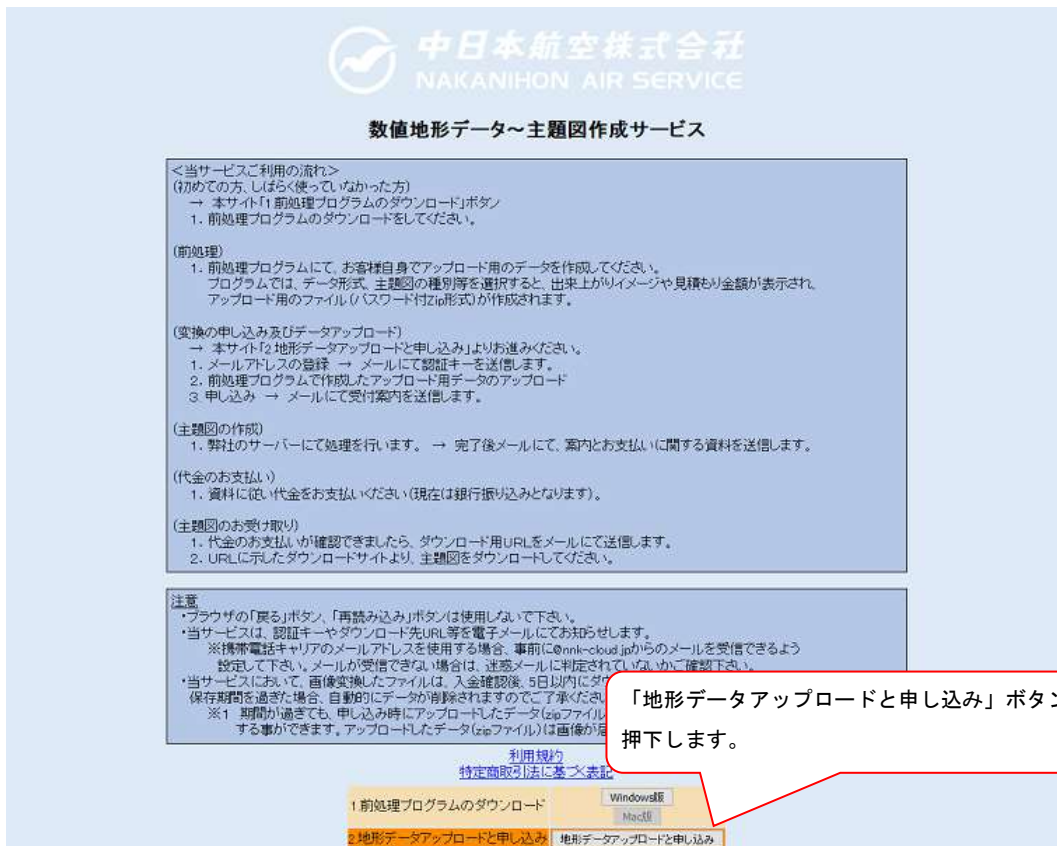 中日本航空株式会社
NAKANIHON AIR SERVICE
数値地形データ～主題図作成サービス
＜当サービスご利用の流れ＞
(初めての方、しばらく使っていなかった方)
→ 本サイト「1前処理プログラムのダウンロード」ボタン
1. 前処理プログラムのダウンロードをしてください。
(前処理)
1. 前処理プログラムにて、お客様自身でアップロード用のデータを作成してください。
プログラムでは、データ形式、主題図の種別等を選択すると、出来上がりイメージや見積もり金額が表示され、
アップロード用のファイル(パスワード付Zip形式)が作成されます。
(変換の申し込み及びデータアップロード)
→ 本サイト「2地形データアップロードと申し込み」よりお進みください。
1. メールアドレスの登録 → メールにて認証キーを送信します。
2. 前処理プログラムで作成したアップロード用データのアップロード
3. 申し込み → メールにて受付案内を送信します。
(主題図の作成)
1. 弊社のサーバーにて処理を行います。 → 完了後メールにて、案内とお支払いに関する資料を送信します。
(代金のお支払い)
1. 資料に従い代金をお支払いください(現在は銀行振り込みとなります)。
(主題図のお受け取り)
1. 代金のお支払いが確認できましたら、ダウンロード用URLをメールにて送信します。
2. URLに示したダウンロードサイトより、主題図をダウンロードしてください。
注意
・ブラウザの「戻る」ボタン、「再読み込み」ボタンは使用しないで下さい。
・当サービスは、認証キーやダウンロード先URL等を電子メールにてお知らせします。
※携帯電話キャリアのメールアドレスを使用する場合、事前に@nnk-cloud.jpからのメールを受信できるよう
設定して下さい。メールが受信できない場合は、迷惑メールに判定されていないかご確認下さい。
・当サービスにおいて、画像変換したファイルは、入金確認後、5日以内にダウ
保存期間を過ぎた場合、自動的にデータが削除されますのでご了承くださ
※1 期間が過ぎても、申し込み時にアップロードしたデータ(zipファイル
する事ができます。アップロードしたデータ(zipファイル)は画像が
「地形データアップロードと申し込み」ボタン
押下します。
利用規約
特定商取引法に基づく表記
1.前処理プログラムのダウンロード
Windows版
Mac版
2.地形データアップロードと申し込み
地形データアップロードと申し込み